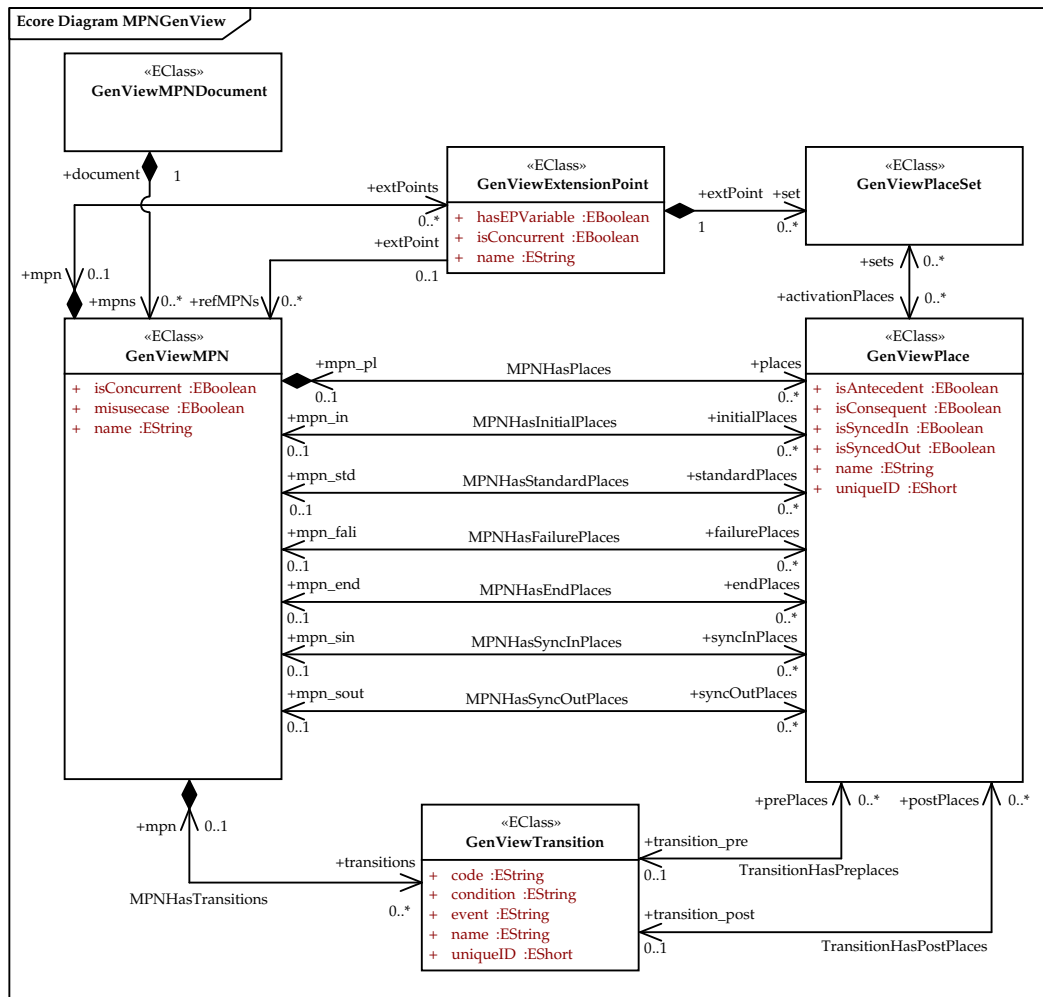 Ecore Diagram MPNGenView
«EClass»
GenViewMPNDocument
+document 1
«EClass»
GenViewExtensionPoint
+ hasEPVariable :EBoolean
+ isConcurrent :EBoolean
+ name :EString
«EClass»
GenViewPlaceSet
+extPoints
0..*
+extPoint
0..1
+extPoint +set
1 0..*
+mpn 0..1
+mpns 0..*
+refMPNs 0..*
+sets 0..*
+activationPlaces 0..*
«EClass»
GenViewMPN
+ isConcurrent :EBoolean
+ misusecase :EBoolean
+ name :EString
«EClass»
GenViewPlace
+ isAntecedent :EBoolean
+ isConsequent :EBoolean
+ isSyncedIn :EBoolean
+ isSyncedOut :EBoolean
+ name :EString
+ uniqueID :EShort
+mpn_pl MPNHasPlaces +places
0..1 0..*
+mpn_in MPNHasInitialPlaces +initialPlaces
0..1 0..*
+mpn_std MPNHasStandardPlaces +standardPlaces
0..1 0..*
+mpn_fali MPNHasFailurePlaces +failurePlaces
0..1 0..*
+mpn_end MPNHasEndPlaces +endPlaces
0..1 0..*
+mpn_sin MPNHasSyncInPlaces +syncInPlaces
0..1 0..*
+mpn_sout MPNHasSyncOutPlaces +syncOutPlaces
0..1 0..*
+mpn 0..1
+transitions
MPNHasTransitions
0..*
«EClass»
GenViewTransition
+ code :EString
+ condition :EString
+ event :EString
+ name :EString
+ uniqueID :EShort
+prePlaces 0..*
+postPlaces 0..*
+transition_pre
0..1
TransitionHasPreplaces
+transition_post
0..1
TransitionHasPostPlaces